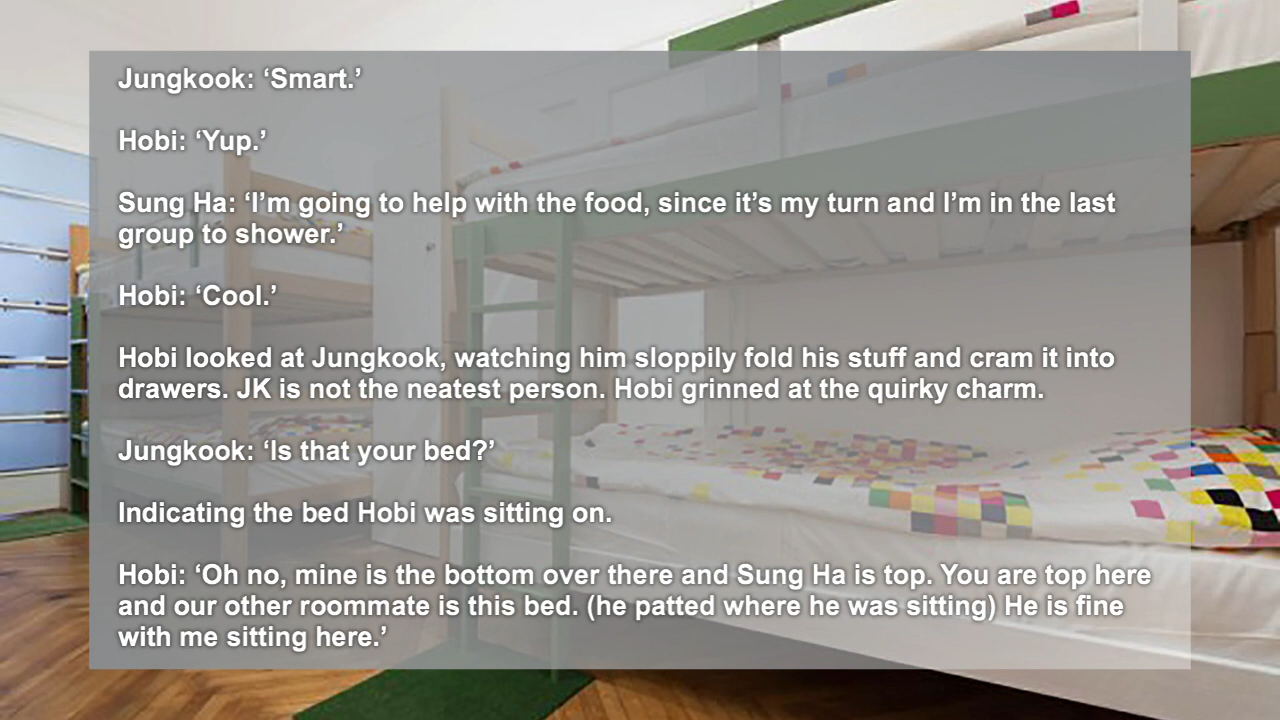 Jungkook: ‘Smart.’
Hobi: ‘Yup.’
Sung Ha: ‘I’m going to help with the food, since it’s my turn and I’m in the last
group to shower.’
Hobi: ‘Cool.’
Hobi looked at Jungkook, watching him sloppily fold his stuff and cram it into
drawers. JK is not the neatest person. Hobi grinned at the quirky charm.
Jungkook: ‘Is that your bed?’
Indicating the bed Hobi was sitting on.
Hobi: ‘Oh no, mine is the bottom over there and Sung Ha is top. You are top here
and our other roommate is this bed. (he patted where he was sitting) He is fine
with me sitting here.’